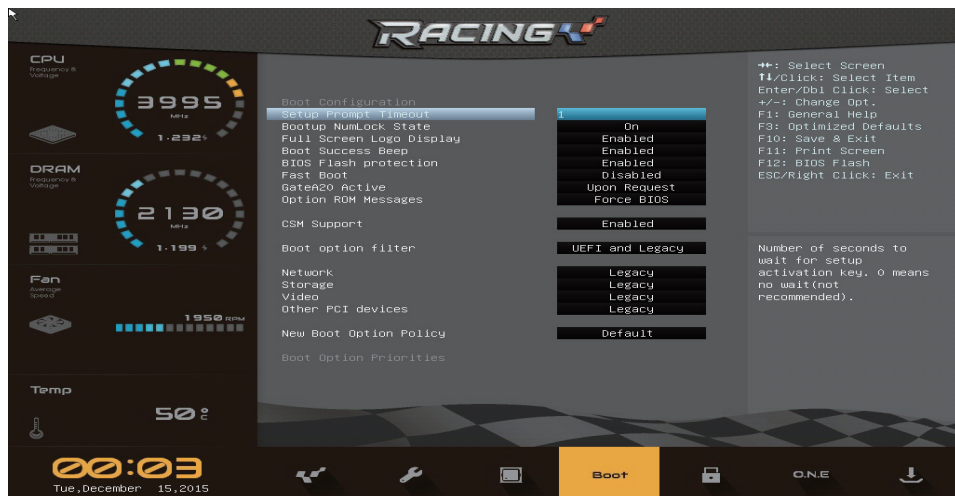 RACING
CPU
Frequency &
Voltage
3995
MHz
1.232 V
DRAM
Frequency &
Voltage
2130
MHz
1.199 V
Fan
Average
Speed
1950 RPM
Temp
50 °C
00:03
Tue,December 15,2015
Boot Configuration
Setup Prompt Timeout 1
Bootup NumLock State On
Full Screen Logo Display Enabled
Boot Success Beep Enabled
BIOS Flash protection Enabled
Fast Boot Disabled
GateA20 Active Upon Request
Option ROM Messages Force BIOS
CSM Support Enabled
Boot option filter UEFI and Legacy
Network Legacy
Storage Legacy
Video Legacy
Other PCI devices Legacy
New Boot Option Policy Default
Boot Option Priorities
→←: Select Screen
↑↓/Click: Select Item
Enter/Dbl Click: Select
+/-: Change Opt.
F1: General Help
F3: Optimized Defaults
F10: Save & Exit
F11: Print Screen
F12: BIOS Flash
ESC/Right Click: Exit
Number of seconds to
wait for setup
activation key. 0 means
no wait(not
recommended).
Boot
O.N.E